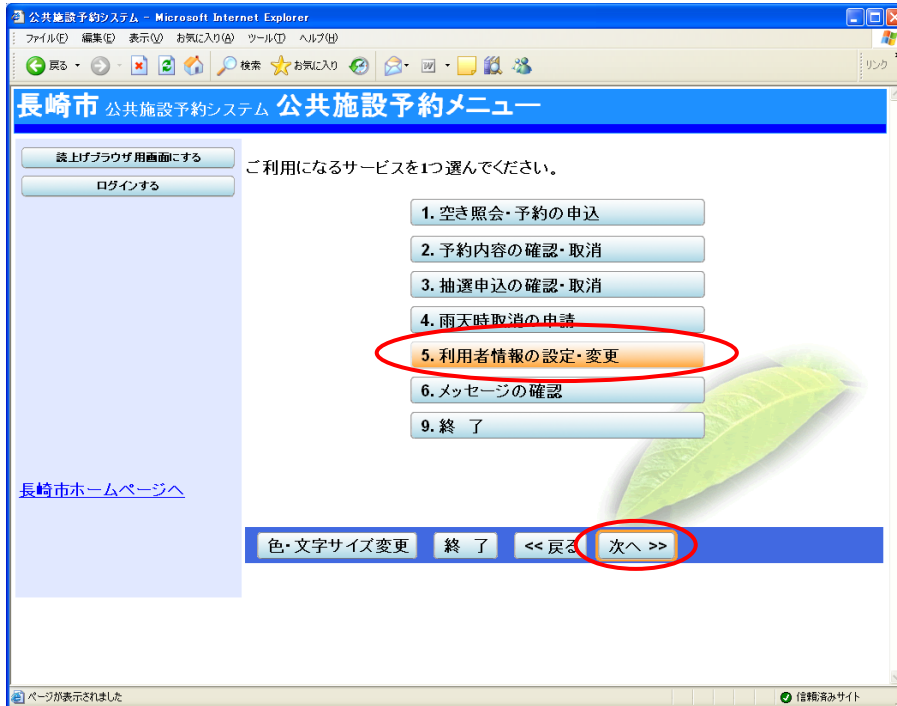 公共施設予約システム - Microsoft Internet Explorer
ファイル(F) 編集(E) 表示(V) お気に入り(A) ツール(T) ヘルプ(H)
戻る 検索 お気に入り リンク
長崎市 公共施設予約システム 公共施設予約メニュー
読上げブラウザ用画面にする
ログインする
ご利用になるサービスを1つ選んでください。
1. 空き照会・予約の申込
2. 予約内容の確認・取消
3. 抽選申込の確認・取消
4. 雨天時取消の申請
5. 利用者情報の設定・変更
6. メッセージの確認
9. 終 了
長崎市ホームページへ
色・文字サイズ変更 終 了 << 戻る 次へ >>
ページが表示されました 信頼済みサイト